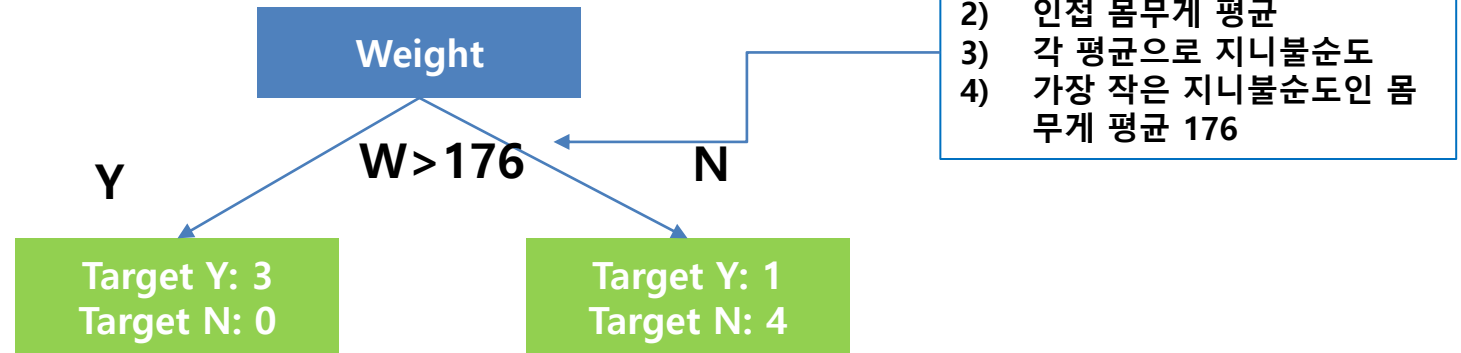 2) 인접 몸무게 평균
3) 각 평균으로 지니불순도
4) 가장 작은 지니불순도인 몸
무게 평균 176
Weight
Y
W>176
N
Target Y: 3
Target N: 0
Target Y: 1
Target N: 4